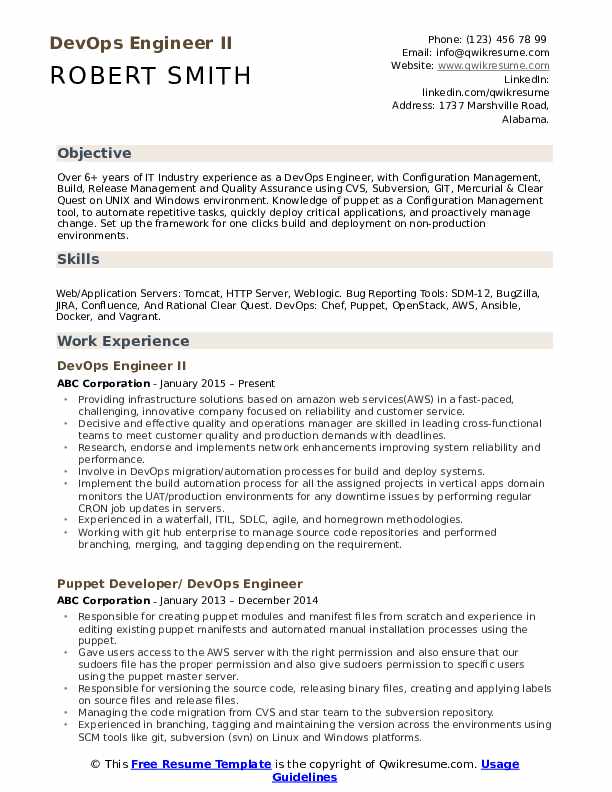 DevOps Engineer II
ROBERT SMITH
Phone: (123) 456 78 99
Email: info@qwikresume.com
Website: www.qwikresume.com
LinkedIn:
linkedin.com/qwikresume
Address: 1737 Marshville Road,
Alabama.
Objective
Over 6+ years of IT Industry experience as a DevOps Engineer, with Configuration Management,
Build, Release Management and Quality Assurance using CVS, Subversion, GIT, Mercurial & Clear
Quest on UNIX and Windows environment. Knowledge of puppet as a Configuration Management
tool, to automate repetitive tasks, quickly deploy critical applications, and proactively manage
change. Set up the framework for one clicks build and deployment on non-production
environments.
Skills
Web/Application Servers: Tomcat, HTTP Server, Weblogic. Bug Reporting Tools: SDM-12, BugZilla,
JIRA, Confluence, And Rational Clear Quest. DevOps: Chef, Puppet, OpenStack, AWS, Ansible,
Docker, and Vagrant.
Work Experience
DevOps Engineer II
ABC Corporation - January 2015 – Present
• Providing infrastructure solutions based on amazon web services(AWS) in a fast-paced,
challenging, innovative company focused on reliability and customer service.
• Decisive and effective quality and operations manager are skilled in leading cross-functional
teams to meet customer quality and production demands with deadlines.
• Research, endorse and implements network enhancements improving system reliability and
performance.
• Involve in DevOps migration/automation processes for build and deploy systems.
• Implement the build automation process for all the assigned projects in vertical apps domain
monitors the UAT/production environments for any downtime issues by performing regular
CRON job updates in servers.
• Experienced in a waterfall, ITIL, SDLC, agile, and homegrown methodologies.
• Working with git hub enterprise to manage source code repositories and performed
branching, merging, and tagging depending on the requirement.
Puppet Developer/ DevOps Engineer
ABC Corporation - January 2013 – December 2014
• Responsible for creating puppet modules and manifest files from scratch and experience in
editing existing puppet manifests and automated manual installation processes using the
puppet.
• Gave users access to the AWS server with the right permission and also ensure that our
sudoers file has the proper permission and also give sudoers permission to specific users
using the puppet master server.
• Responsible for versioning the source code, releasing binary files, creating and applying labels
on source files and release files.
• Managing the code migration from CVS and star team to the subversion repository.
• Experienced in branching, tagging and maintaining the version across the environments using
SCM tools like git, subversion (svn) on Linux and Windows platforms.
© This Free Resume Template is the copyright of Qwikresume.com. Usage
Guidelines